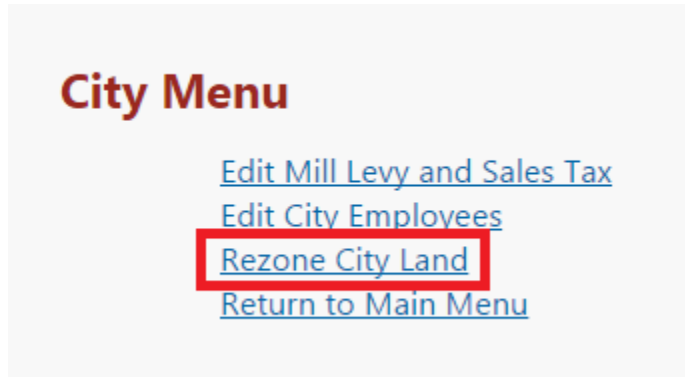 City Menu
Edit Mill Levy and Sales Tax
Edit City Employees
Rezone City Land
Return to Main Menu